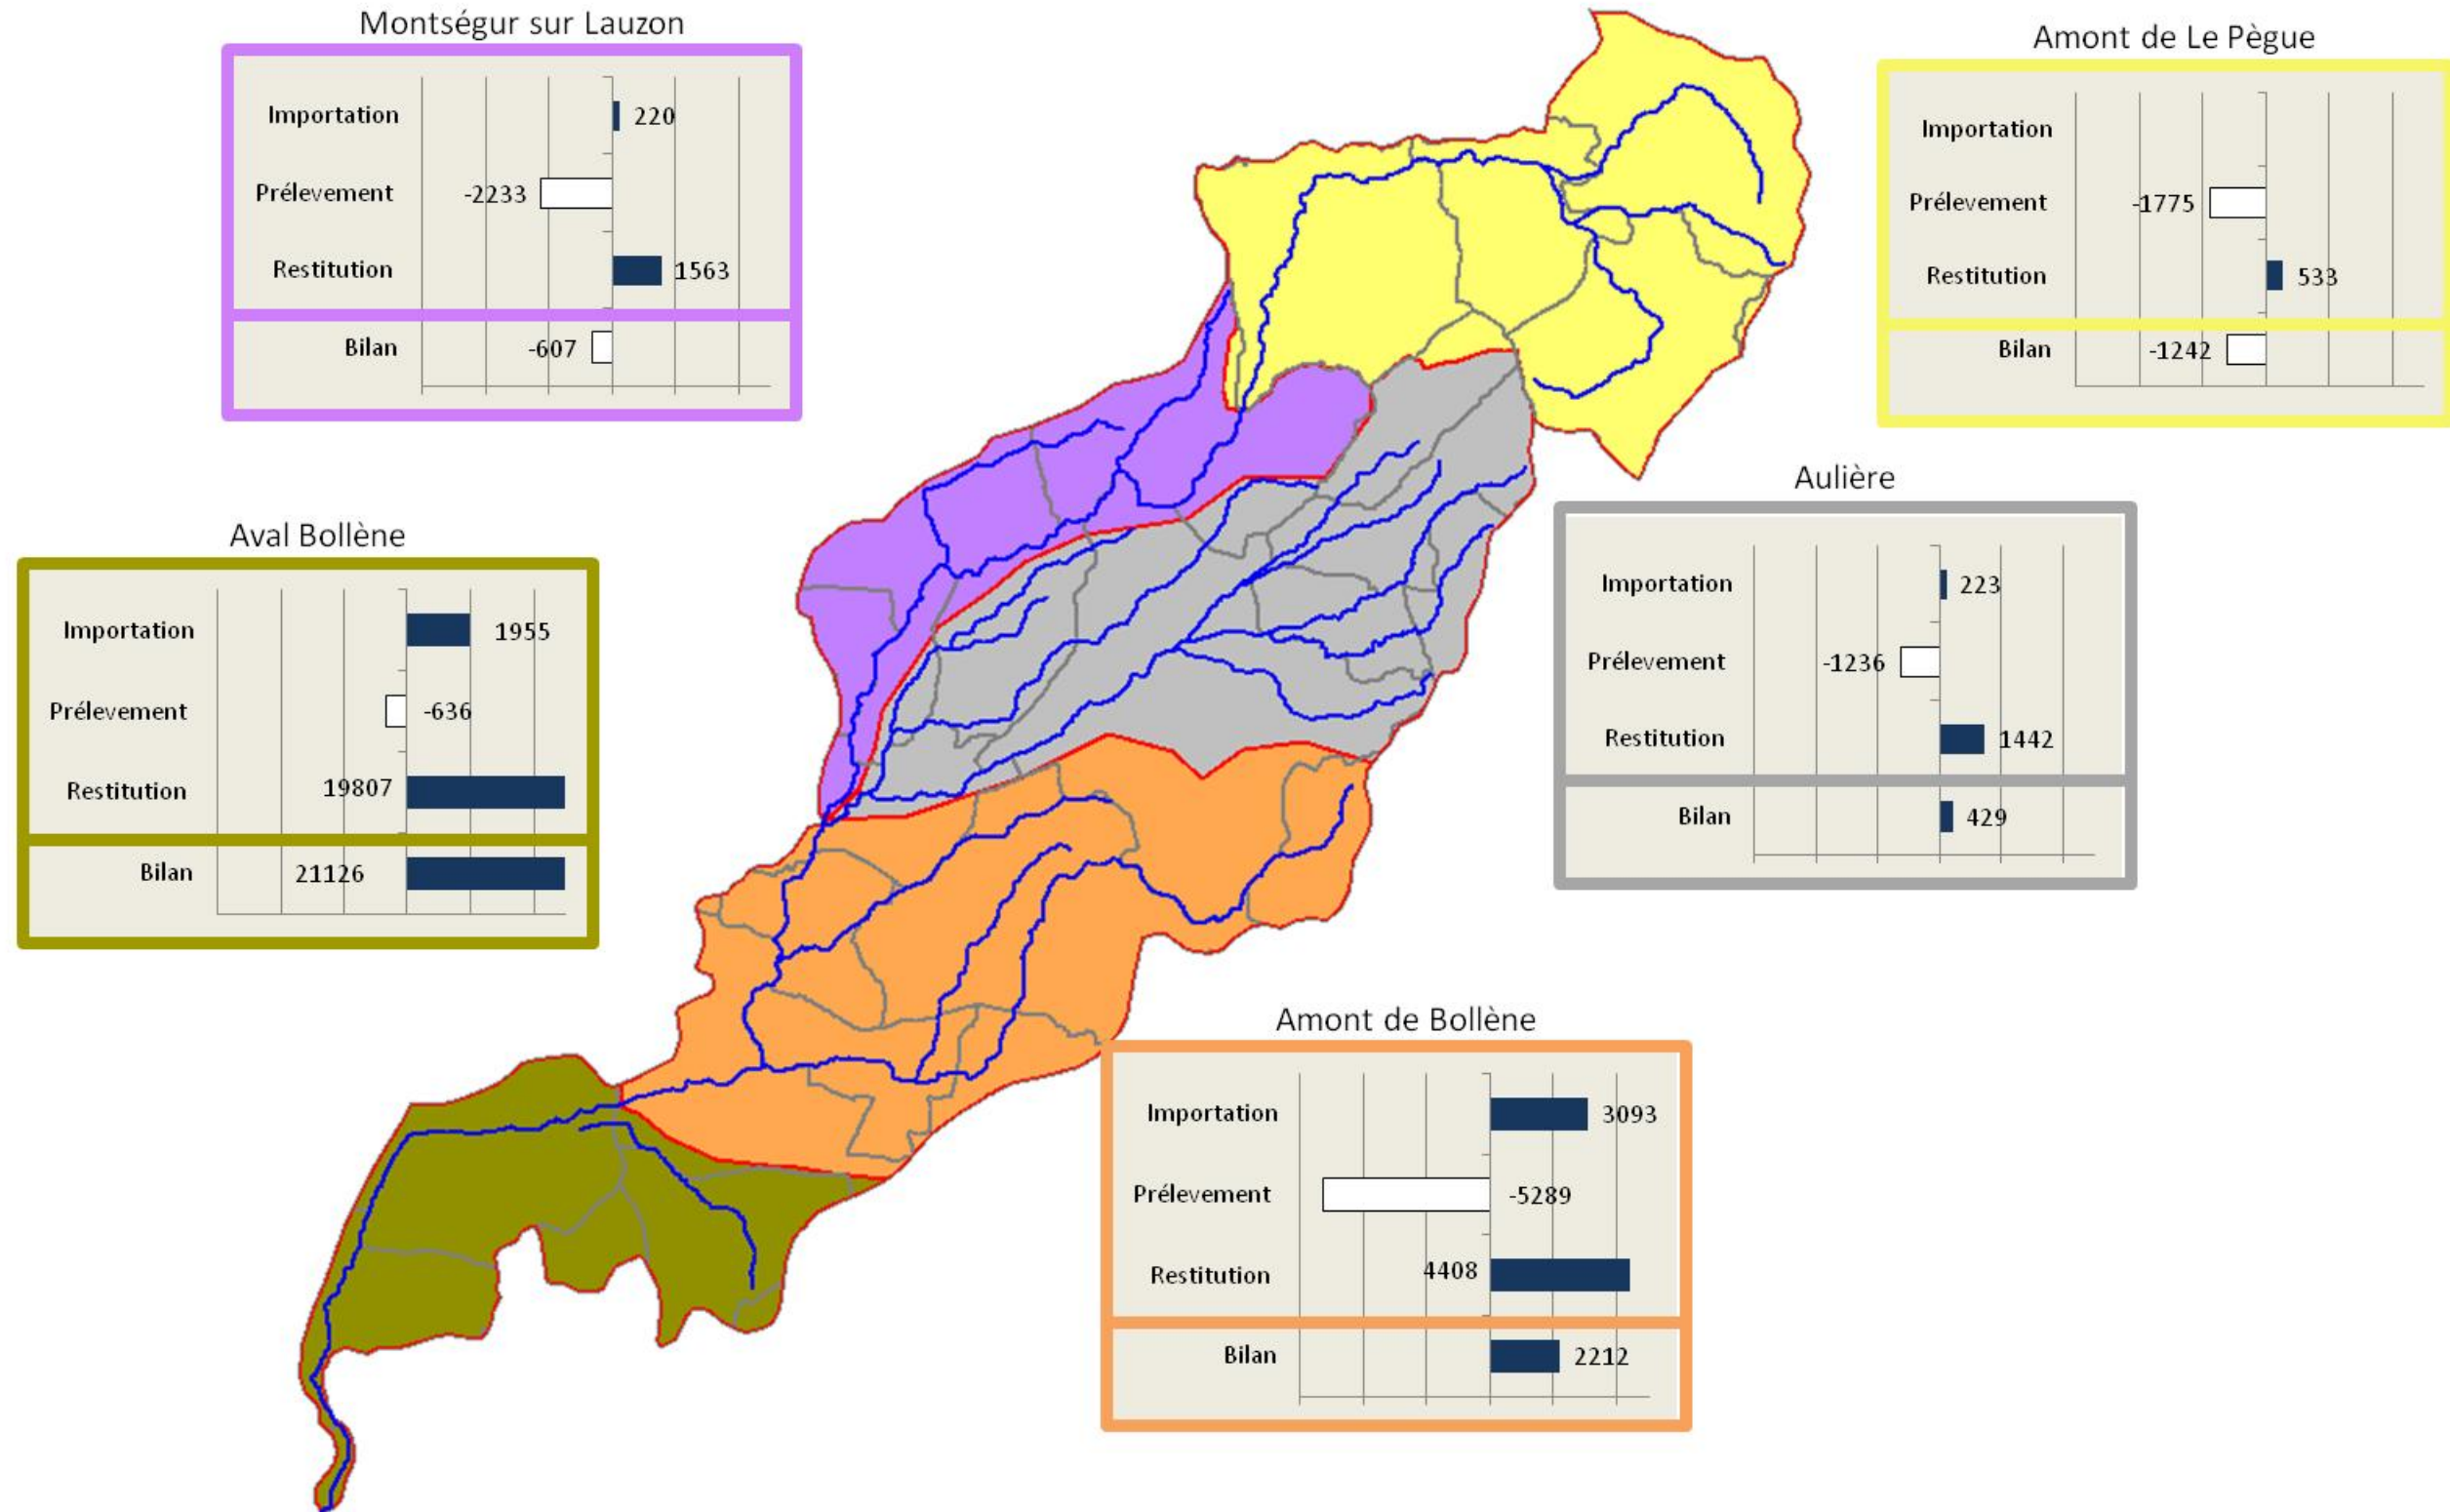 Montségur sur Lauzon
Importation 220
Prélevement -2233
Restitution 1563
Bilan -607
Amont de Le Pègue
Importation
Prélevement -1775
Restitution 533
Bilan -1242
Aulière
Importation 223
Prélevement -1236
Restitution 1442
Bilan 429
Aval Bollène
Importation 1955
Prélevement -636
Restitution 19807
Bilan 21126
Amont de Bollène
Importation 3093
Prélevement -5289
Restitution 4408
Bilan 2212